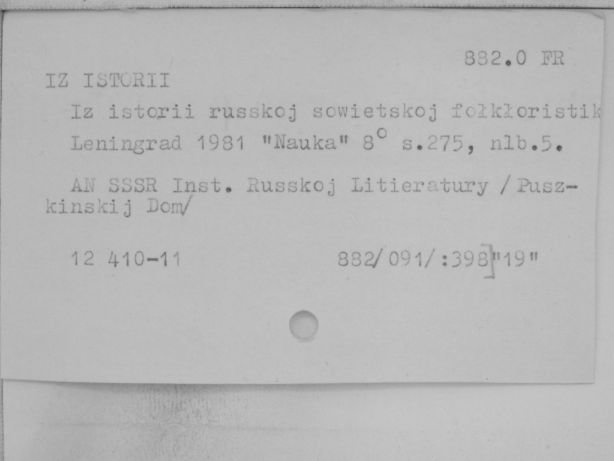 882.0 FR
IZ ISTORII
Iz istorii russkoj sowietskoj folkloristik
Leningrad 1981 "Nauka" 8° s.275, nlb.5.
AN SSSR Inst. Russkoj Litieratury /Pusz-
kinskij Dom/
12 410-11 882/091/:398]"19"